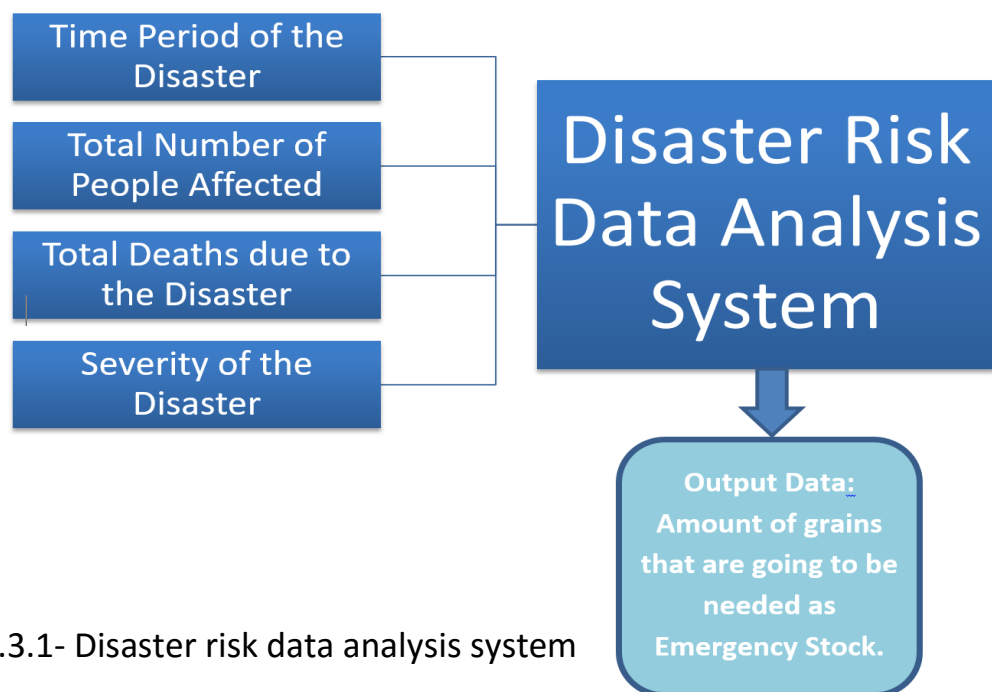 Time Period of the
Disaster
Total Number of
People Affected
Total Deaths due to
the Disaster
Severity of the
Disaster
Disaster Risk
Data Analysis
System
Output Data:
Amount of grains
that are going to be
needed as
Emergency Stock.
.3.1- Disaster risk data analysis system